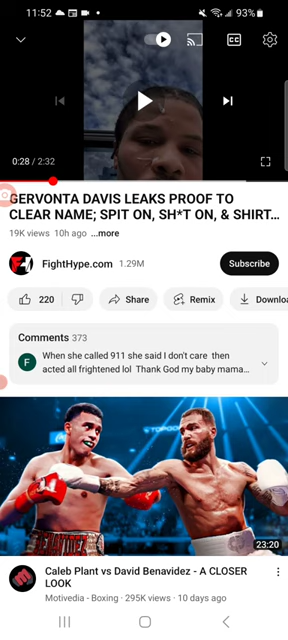 11:52
93%
CC
0:28 / 2:32
GERVONTA DAVIS LEAKS PROOF TO
CLEAR NAME; SPIT ON, SH*T ON, & SHIRT...
19K views 10h ago ...more
FightHype.com 1.29M
Subscribe
220
Share
Remix
Downloa
Comments 373
F
When she called 911 she said I don't care then
acted all frightened lol Thank God my baby mama...
23:20
Caleb Plant vs David Benavidez - A CLOSER
LOOK
Motivedia - Boxing · 295K views · 10 days ago